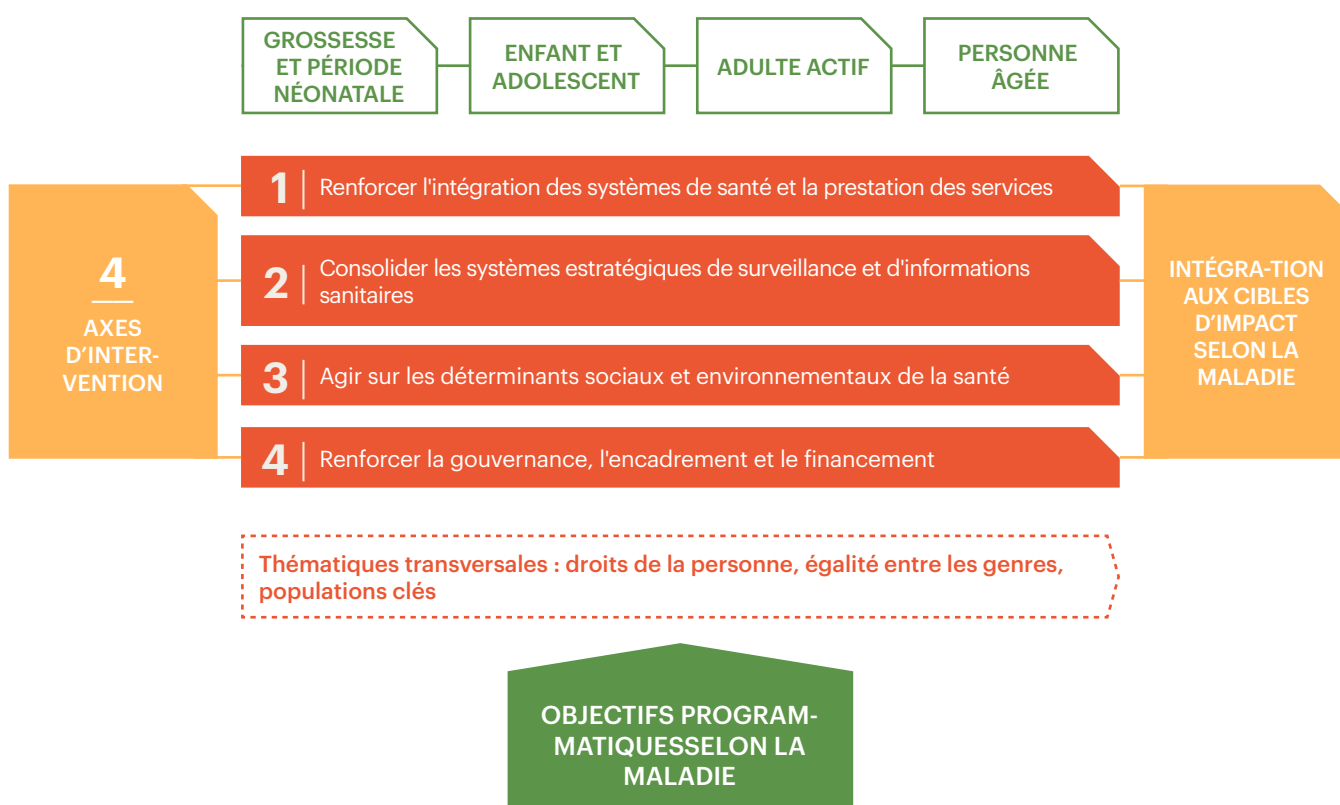 GROSSESSE
ET PÉRIODE
NÉONATALE
ENFANT ET
ADOLESCENT
ADULTE ACTIF
PERSONNE
ÂGÉE
4
AXES
D'INTER-
VENTION
1 Renforcer l'intégration des systèmes de santé et la prestation des services
2 Consolider les systèmes estratégiques de surveillance et d'informations
sanitaires
3 Agir sur les déterminants sociaux et environnementaux de la santé
4 Renforcer la gouvernance, l'encadrement et le financement
INTÉGRA-TION
AUX CIBLES
D'IMPACT
SELON LA
MALADIE
Thématiques transversales : droits de la personne, égalité entre les genres,
populations clés
OBJECTIFS PROGRAM-
MATIQUESSELON LA
MALADIE